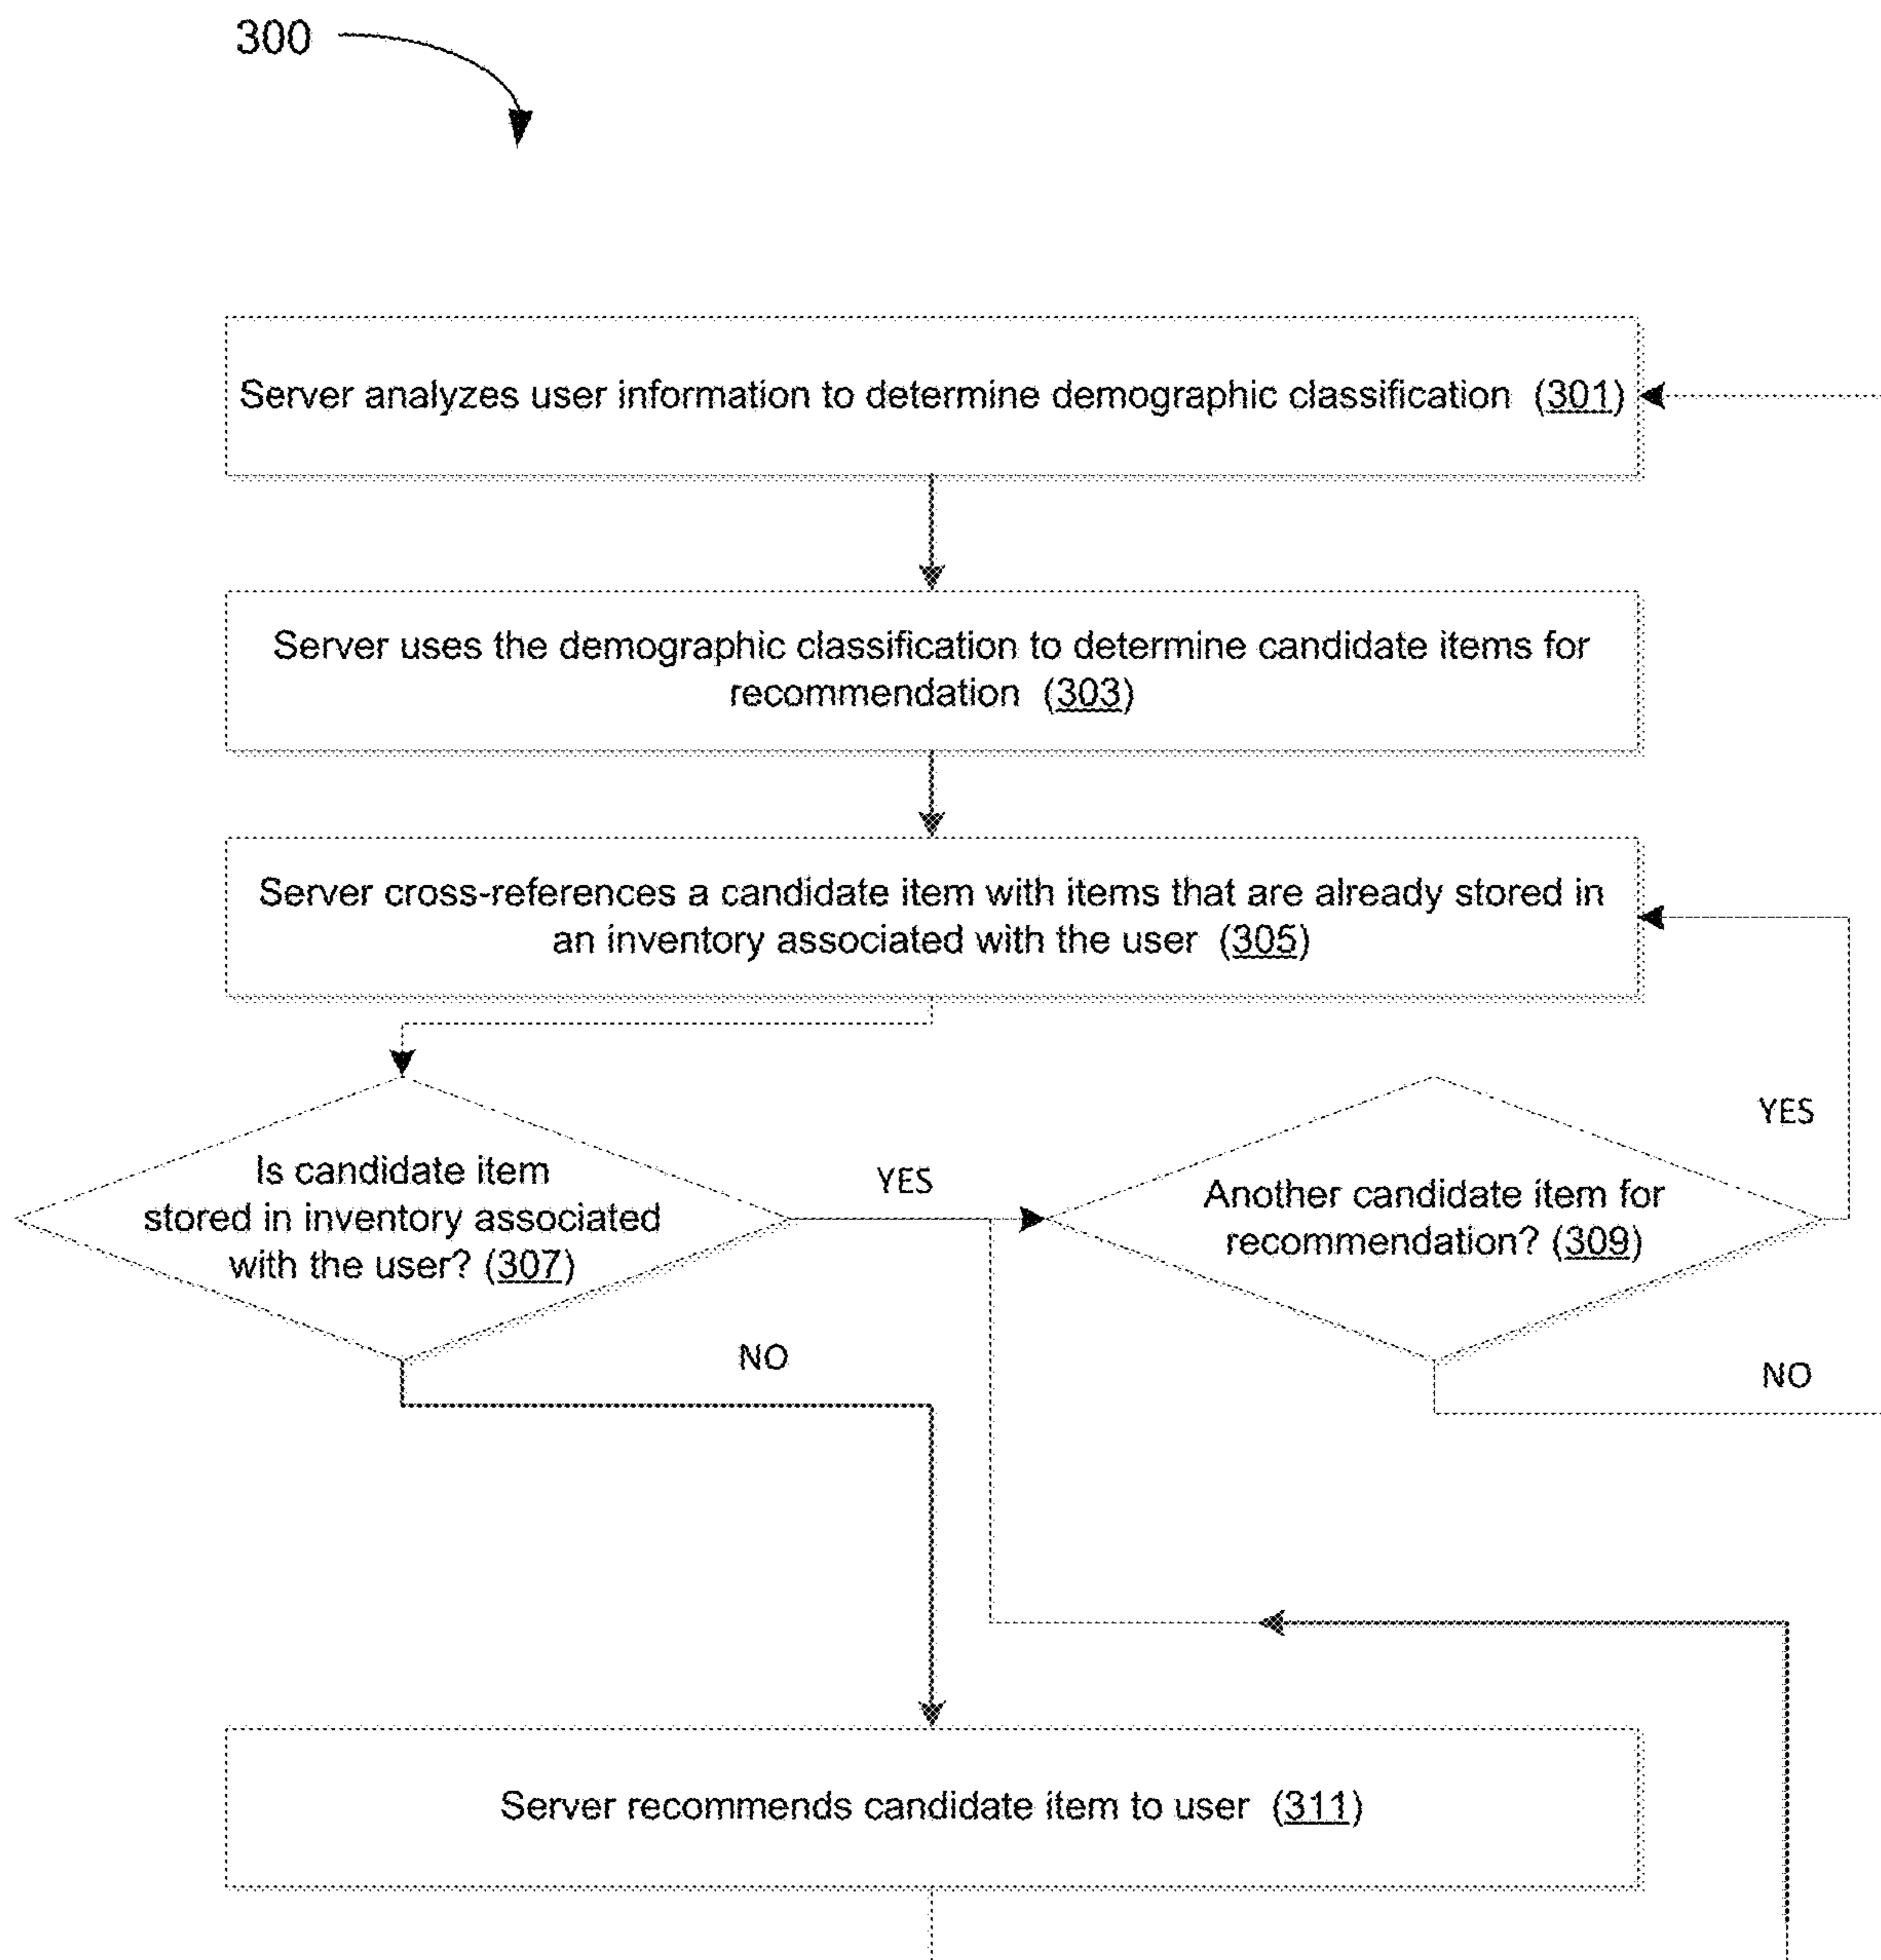 300
Server analyzes user information to determine demographic classification (301)
Server uses the demographic classification to determine candidate items for
recommendation (303)
Server cross-references a candidate item with items that are already stored in
an inventory associated with the user (305)
Is candidate item
stored in inventory associated
with the user? (307)
YES
Another candidate item for
recommendation? (309)
YES
NO
NO
Server recommends candidate item to user (311)